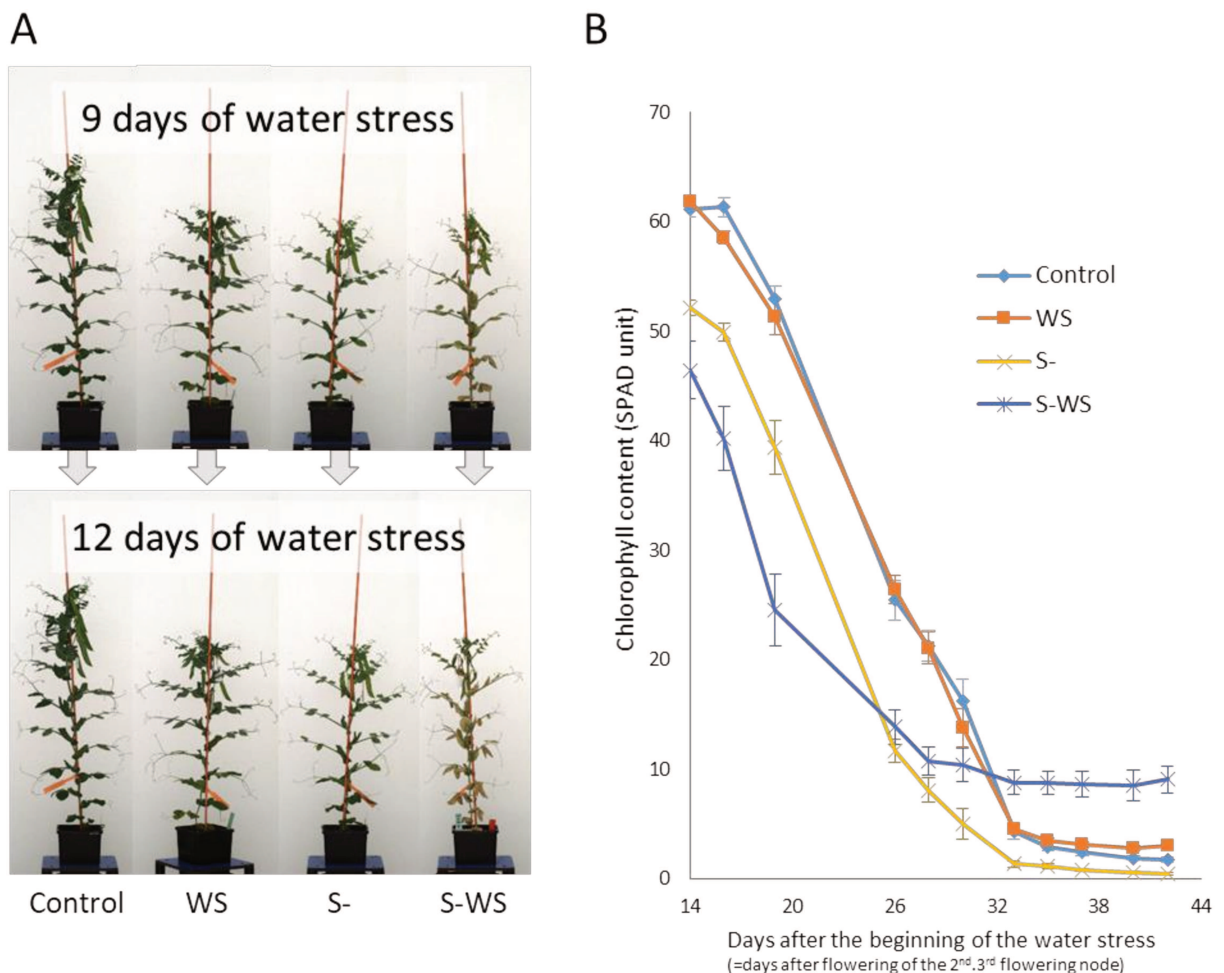 A
9 days of water stress
12 days of water stress
Control WS S- S-WS
B
70
60
50
40
30
20
10
0
Chlorophyll content (SPAD unit)
Control
WS
S-
S-WS
14 20 26 32 38 44
Days after the beginning of the water stress
(=days after flowering of the 2nd.3rd flowering node)